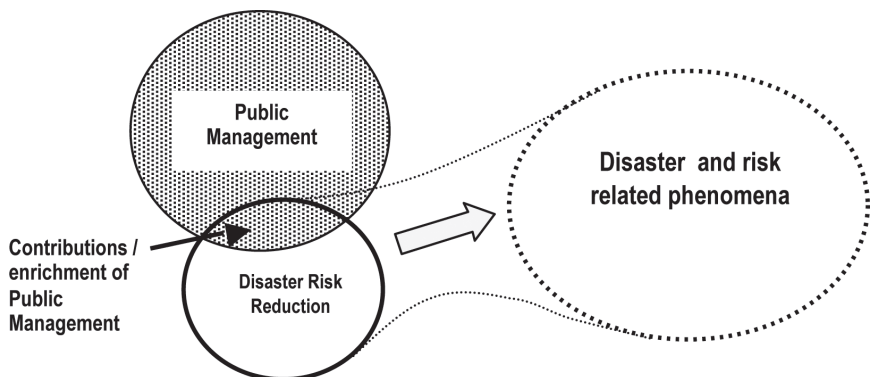 Public
Management
Disaster and risk
related phenomena
Contributions /
enrichment of
Public
Management
Disaster Risk
Reduction